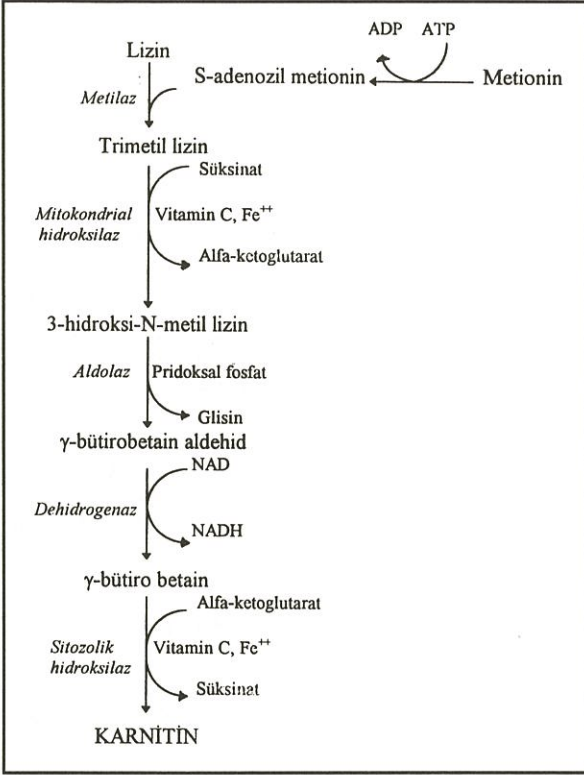 ADP ATP
Lizin
S-adenozil metionin Metionin
Metilaz
Trimetil lizin
Süksinat
Mitokondrial
hidroksilaz
Vitamin C, Fe⁺⁺
Alfa-ketoglutarat
3-hidroksi-N-metil lizin
Aldolaz Pridoksal fosfat
Glisin
γ-bütirobetain aldehid
NAD
Dehidrogenaz
NADH
γ-bütiro betain
Alfa-ketoglutarat
Sitozolik
hidroksilaz
Vitamin C, Fe⁺⁺
Süksinat
KARNİTİN